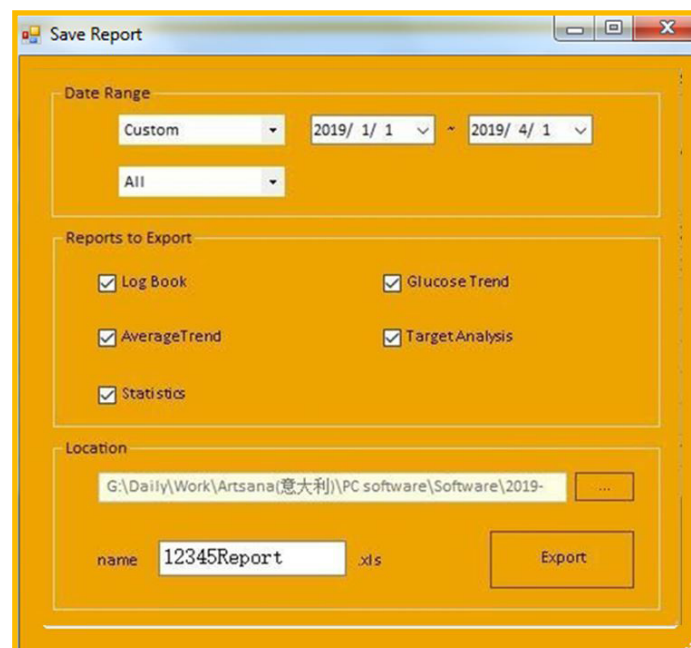 Save Report
Date Range
Custom 2019/ 1/ 1 ~ 2019/ 4/ 1
All
Reports to Export
Log Book Glucose Trend
AverageTrend Target Analysis
Statistics
Location
G:\Daily\Work\Artsana(意大利)\PC software\Software\2019- ...
name 12345Report .xls Export